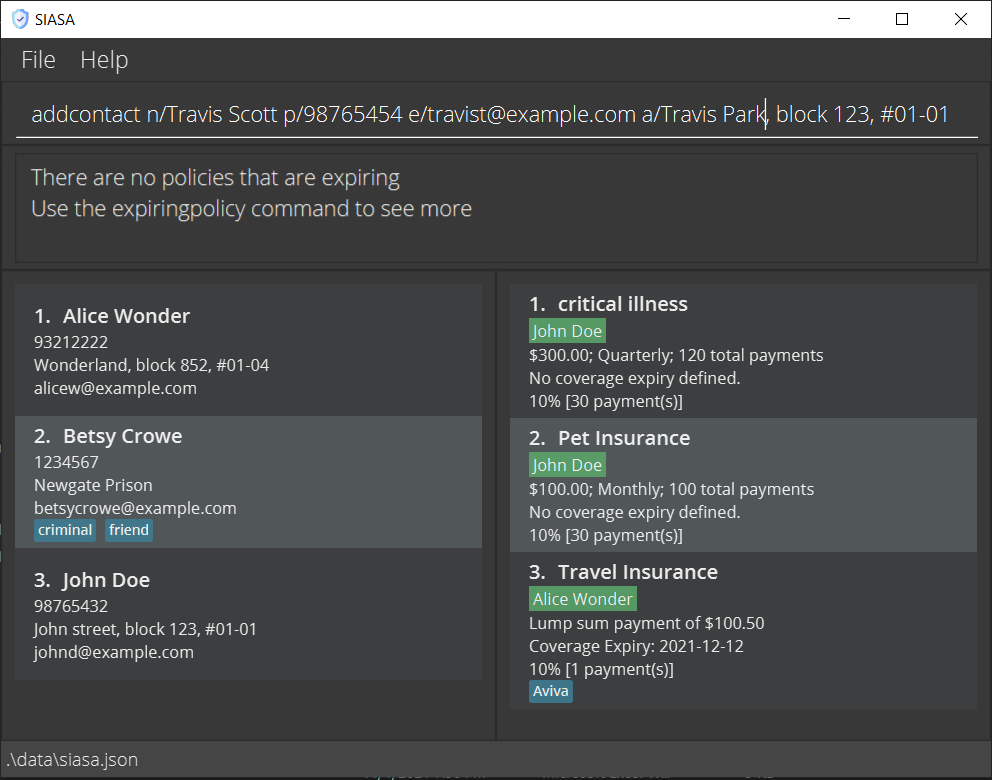 SIASA
File Help
addcontact n/Travis Scott p/98765454 e/travist@example.com a/Travis Park, block 123, #01-01
There are no policies that are expiring
Use the expiringpolicy command to see more
1. Alice Wonder
93212222
Wonderland, block 852, #01-04
alicew@example.com
2. Betsy Crowe
1234567
Newgate Prison
betsycrowe@example.com
criminal friend
3. John Doe
98765432
John street, block 123, #01-01
johnd@example.com
1. critical illness
John Doe
$300.00; Quarterly; 120 total payments
No coverage expiry defined.
10% [30 payment(s)]
2. Pet Insurance
John Doe
$100.00; Monthly; 100 total payments
No coverage expiry defined.
10% [30 payment(s)]
3. Travel Insurance
Alice Wonder
Lump sum payment of $100.50
Coverage Expiry: 2021-12-12
10% [1 payment(s)]
Aviva
.\data\siasa.json